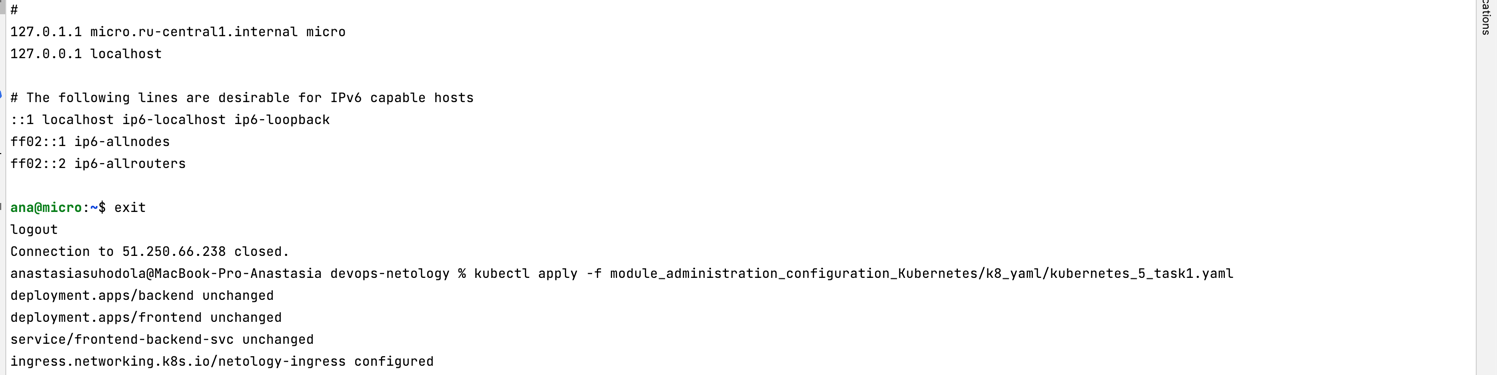 #
127.0.1.1 micro.ru-central1.internal micro
127.0.0.1 localhost
# The following lines are desirable for IPv6 capable hosts
::1 localhost ip6-localhost ip6-loopback
ff02::1 ip6-allnodes
ff02::2 ip6-allrouters
ana@micro:~$ exit
logout
Connection to 51.250.66.238 closed.
anastasiasuhodola@MacBook-Pro-Anastasia devops-netology % kubectl apply -f module_administration_configuration_Kubernetes/k8_yaml/kubernetes_5_task1.yaml
deployment.apps/backend unchanged
deployment.apps/frontend unchanged
service/frontend-backend-svc unchanged
ingress.networking.k8s.io/netology-ingress configured